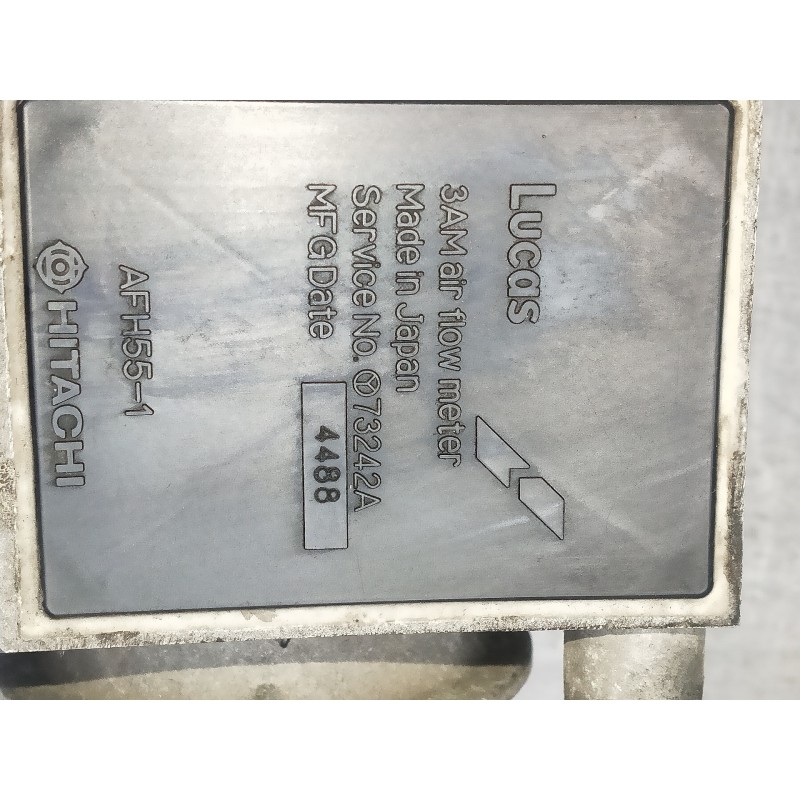 Lucas
3AM air flow meter
Made in Japan
Service No. 73242A
MFG Date 4488
AFH55-1
HITACHI